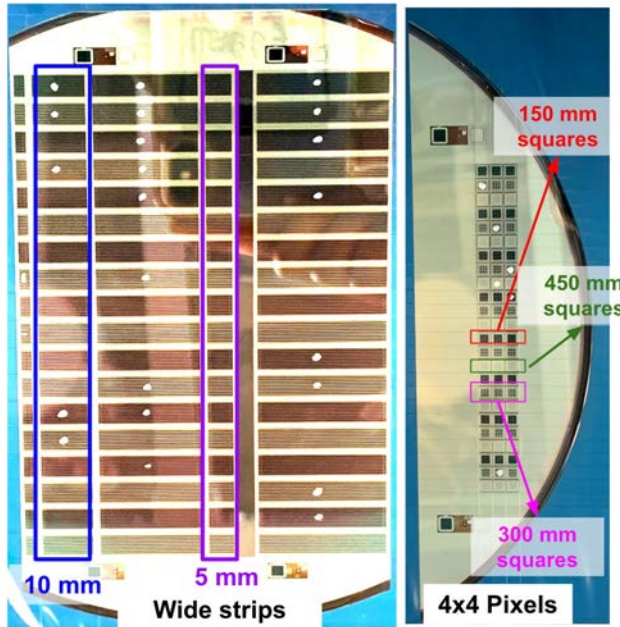 150 mm
squares
450 mm
squares
300 mm
squares
10 mm
5 mm
Wide strips
4x4 Pixels